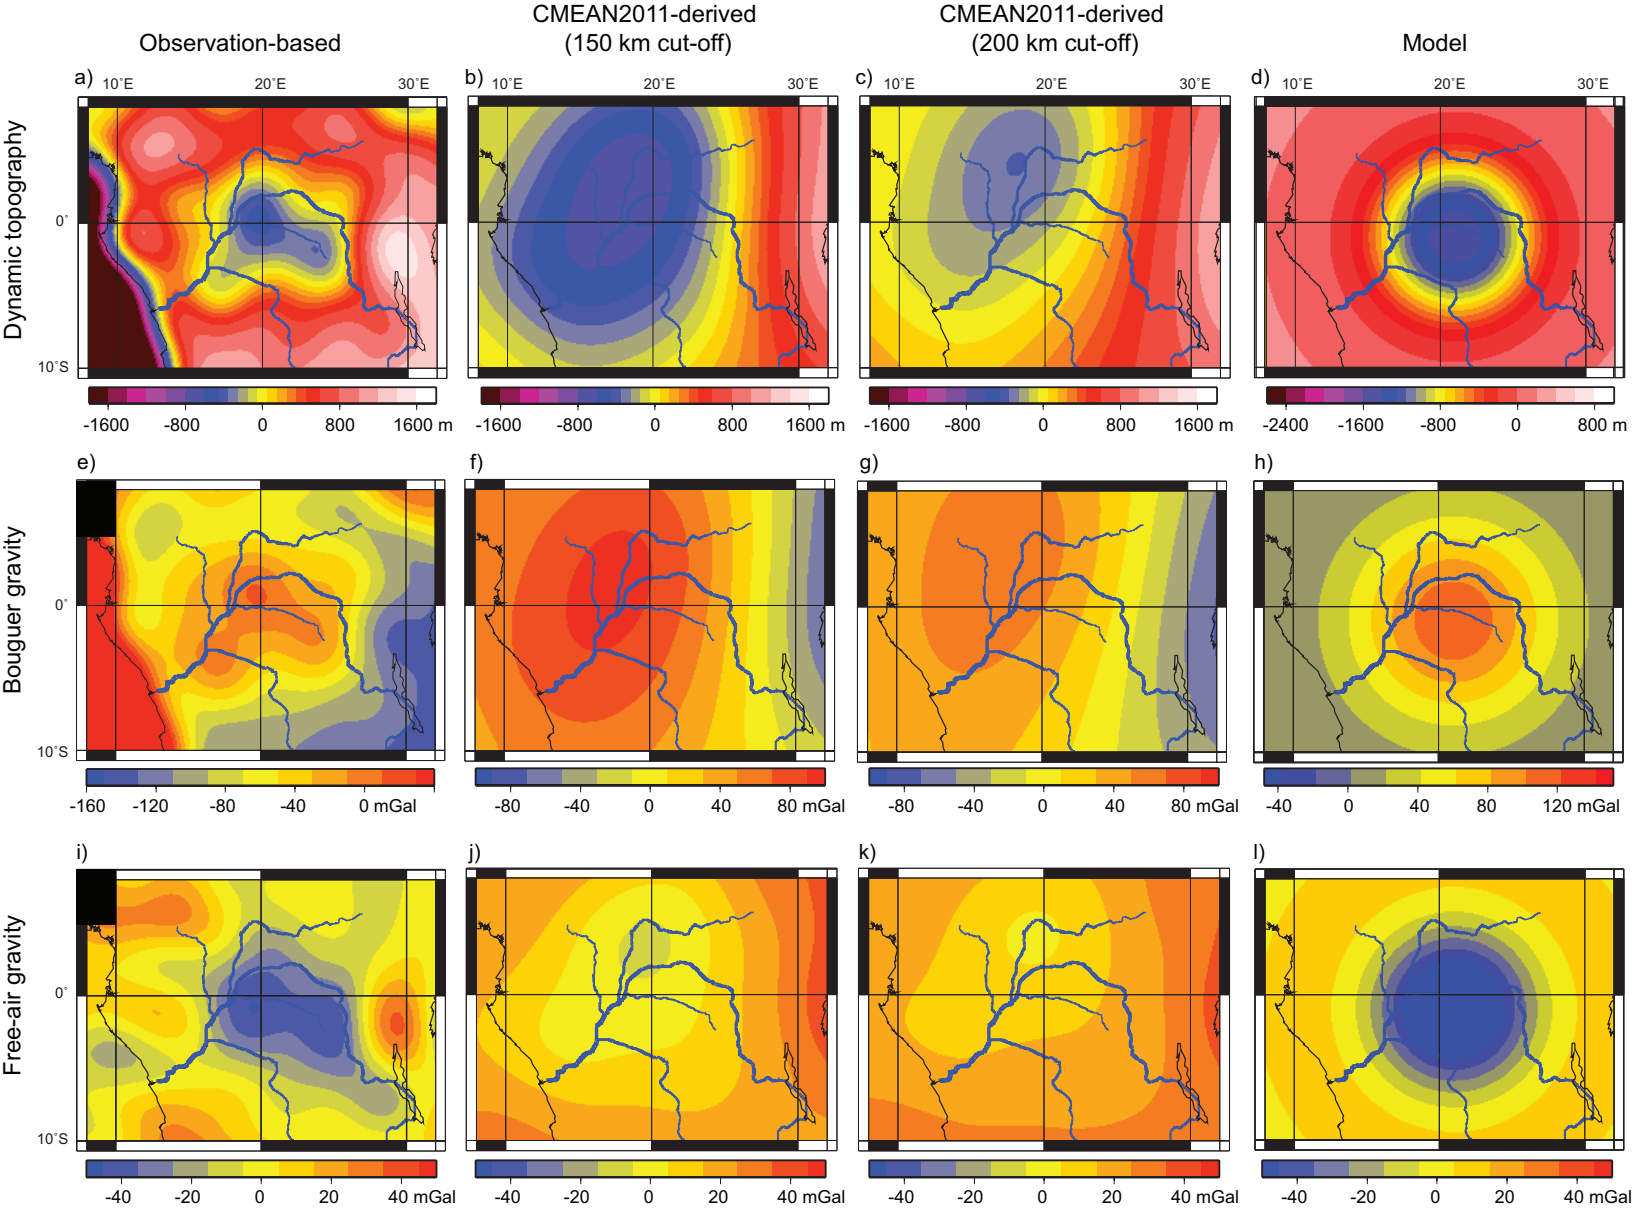 Observation-based
CMEAN2011-derived
(150 km cut-off)
CMEAN2011-derived
(200 km cut-off)
Model
Dynamic topography
a) 10°E 20°E 30°E
b) 10°E 20°E 30°E
c) 10°E 20°E 30°E
d) 10°E 20°E 30°E
0°
10°S
-1600 -800 0 800 1600 m
-1600 -800 0 800 1600 m
-1600 -800 0 800 1600 m
-2400 -1600 -800 0 800 m
Bouguer gravity
e)
f)
g)
h)
0°
10°S
-160 -120 -80 -40 0 mGal
-80 -40 0 40 80 mGal
-80 -40 0 40 80 mGal
-40 0 40 80 120 mGal
Free-air gravity
i)
j)
k)
l)
0°
10°S
-40 -20 0 20 40 mGal
-40 -20 0 20 40 mGal
-40 -20 0 20 40 mGal
-40 -20 0 20 40 mGal